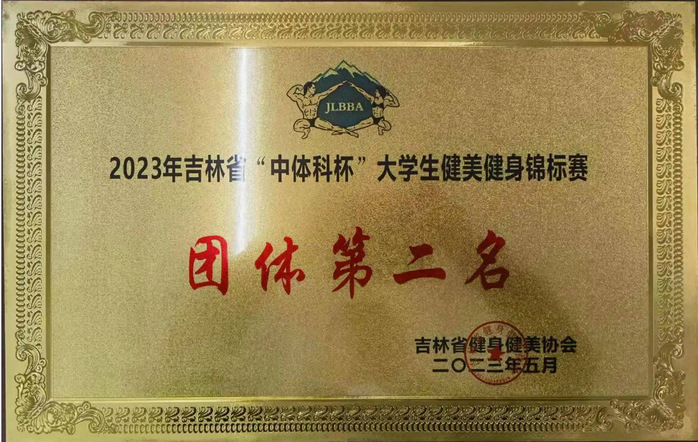 JLBBA
2023年吉林省“中体科杯”大学生健美健身锦标赛
团体第二名
吉林省健身健美协会
二〇二三年五月